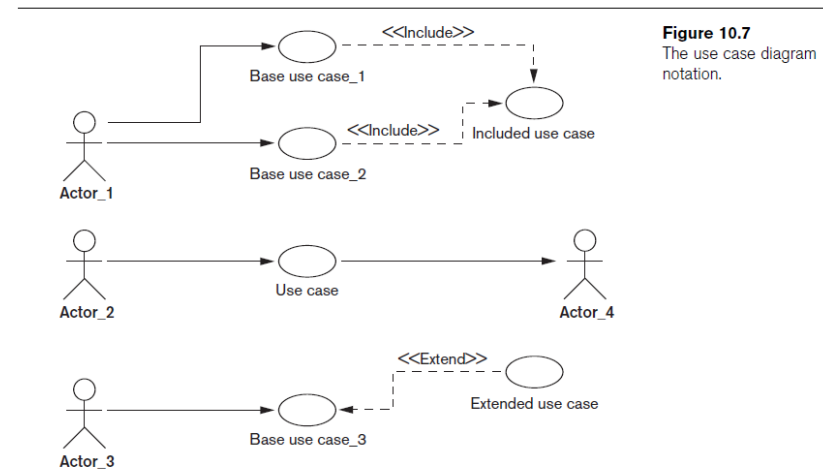 <<Include>>
Figure 10.7
The use case diagram
notation.
Base use case_1
<<Include>>
Included use case
Base use case_2
Actor_1
Use case
Actor_2
Actor_4
<<Extend>>
Extended use case
Base use case_3
Actor_3